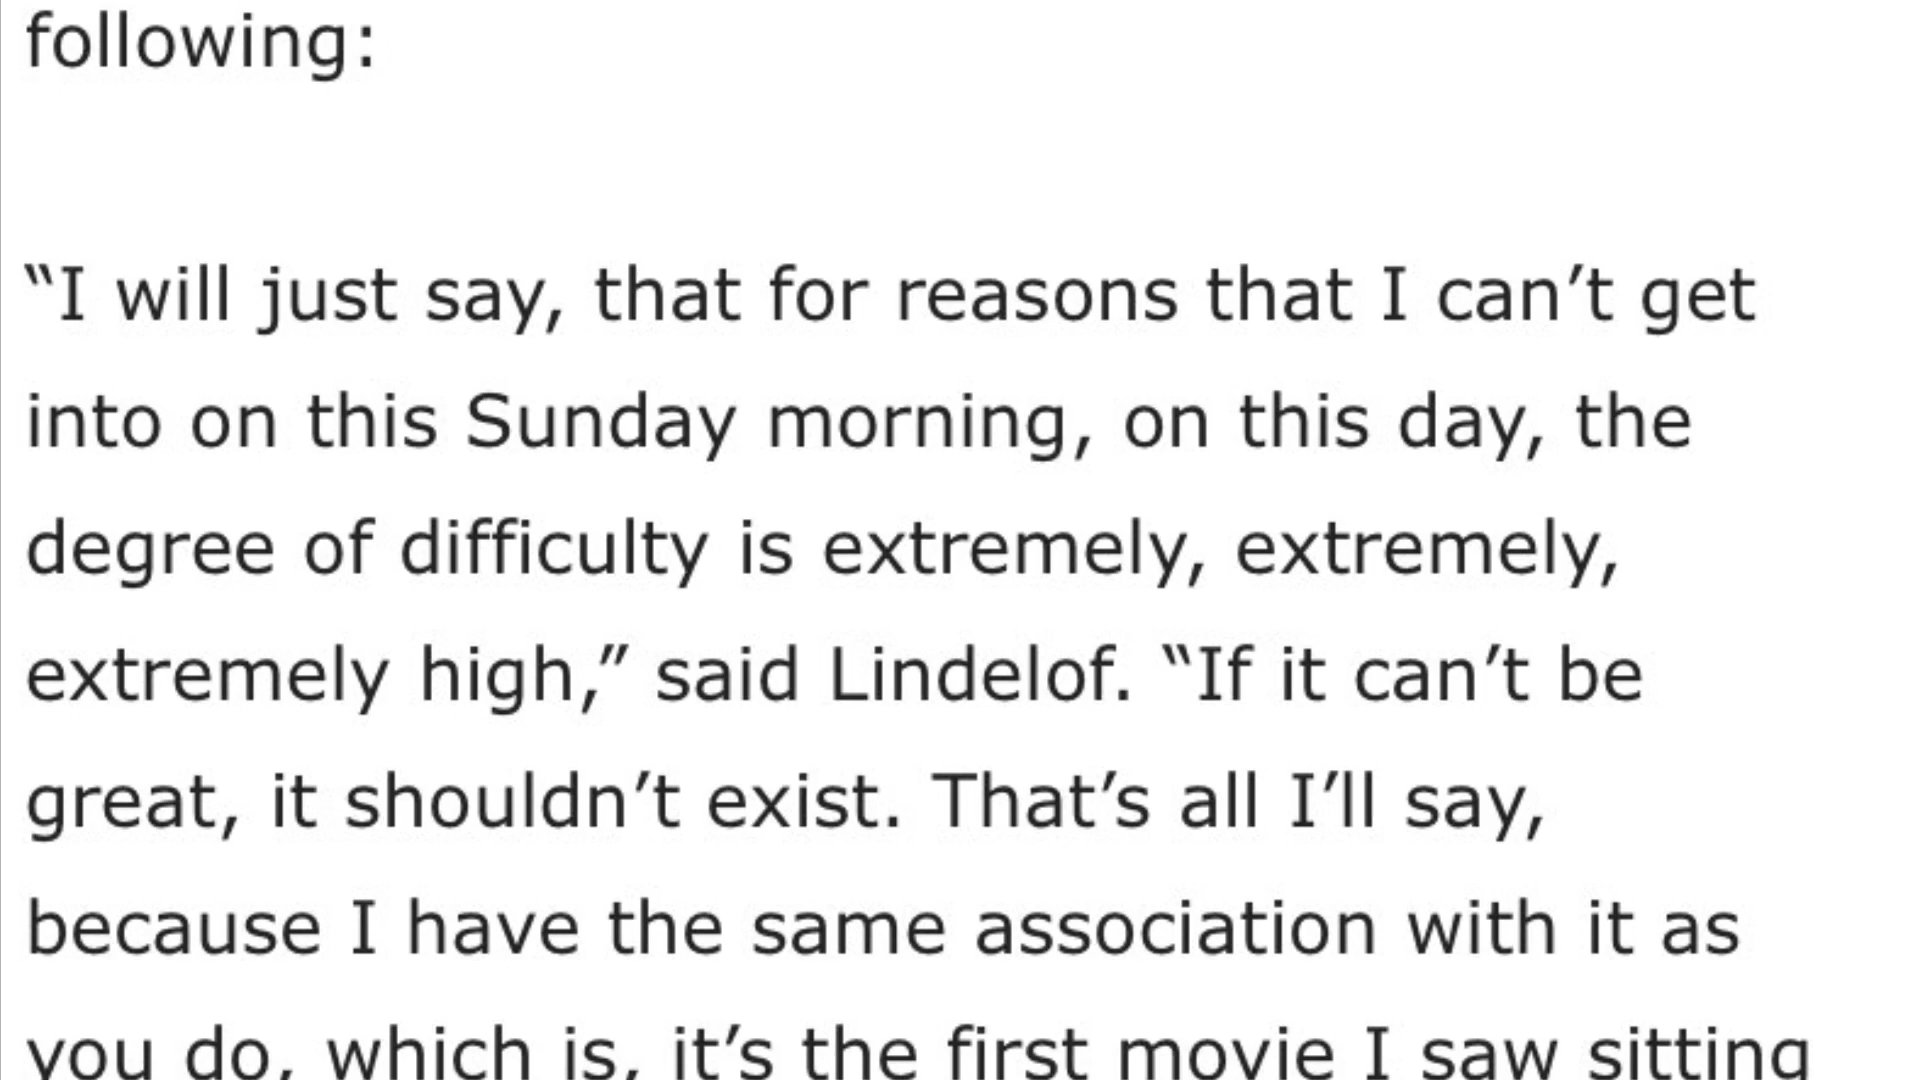 following:
“I will just say, that for reasons that I can’t get
into on this Sunday morning, on this day, the
degree of difficulty is extremely, extremely,
extremely high,” said Lindelof. “If it can’t be
great, it shouldn’t exist. That’s all I’ll say,
because I have the same association with it as
you do, which is, it’s the first movie I saw sitting